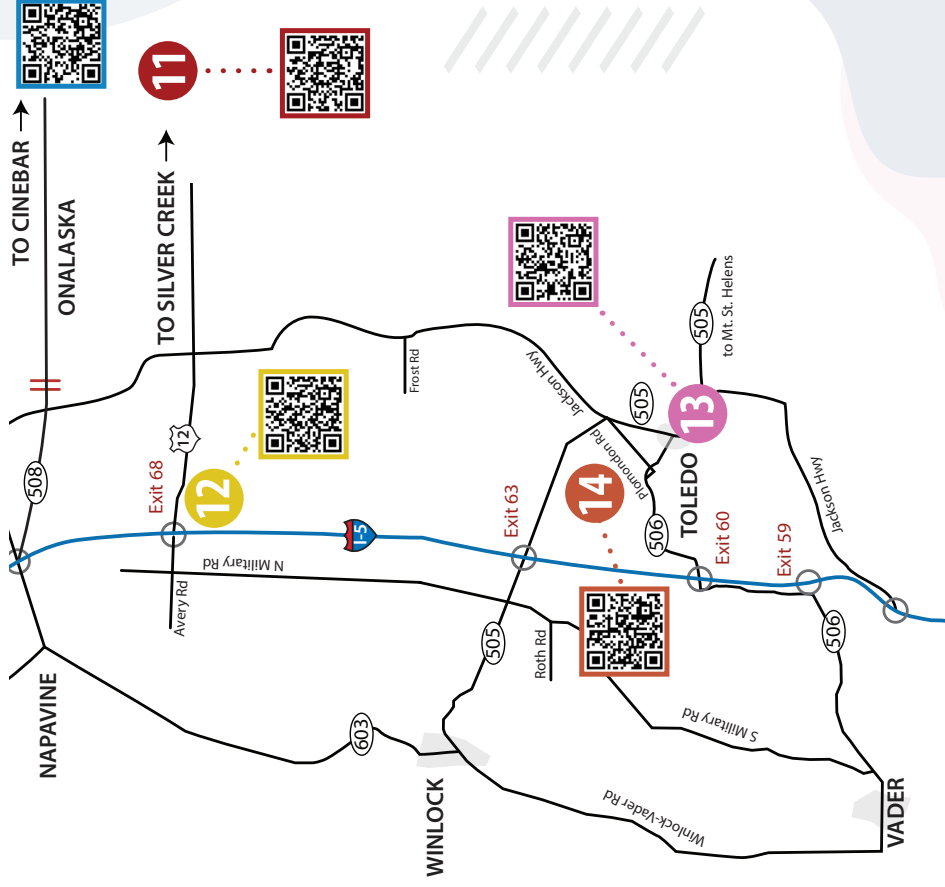 TO CINEBAR →
ONALASKA
11
TO SILVER CREEK →
508
12
Exit 68
12
I-5
N Military Rd
Avery Rd
NAPAVINE
Frost Rd
Jackson Hwy
505
to Mt. St. Helens
505
13
Plomondon Rd
14
TOLEDO
506
Exit 63
Exit 60
Exit 59
Jackson Hwy
505
Roth Rd
506
603
S Military Rd
WINLOCK
Winlock-Vader Rd
VADER